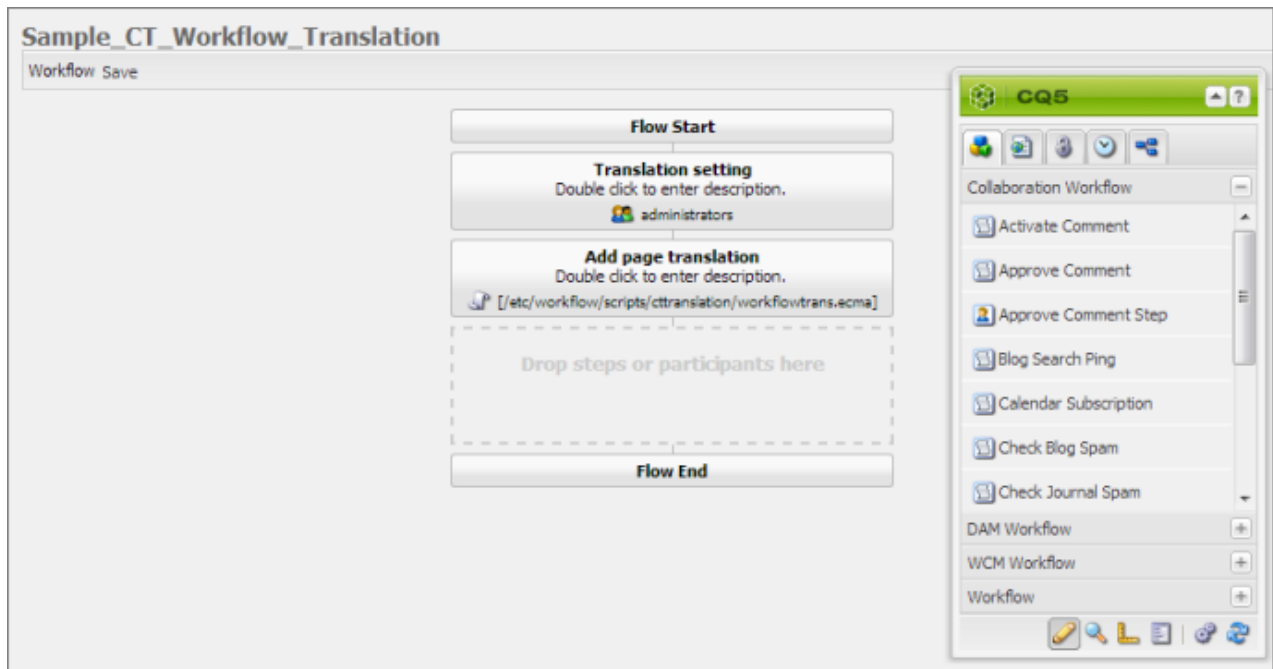 Sample_CT_Workflow_Translation
Workflow Save
Flow Start
Translation setting
Double click to enter description.
administrators
Add page translation
Double click to enter description.
[/etc/workflow/scripts/cttranslation/workflowtrans.ecma]
Drop steps or participants here
Flow End
CQ5
?
Collaboration Workflow
Activate Comment
Approve Comment
Approve Comment Step
Blog Search Ping
Calendar Subscription
Check Blog Spam
Check Journal Spam
DAM Workflow
WCM Workflow
Workflow